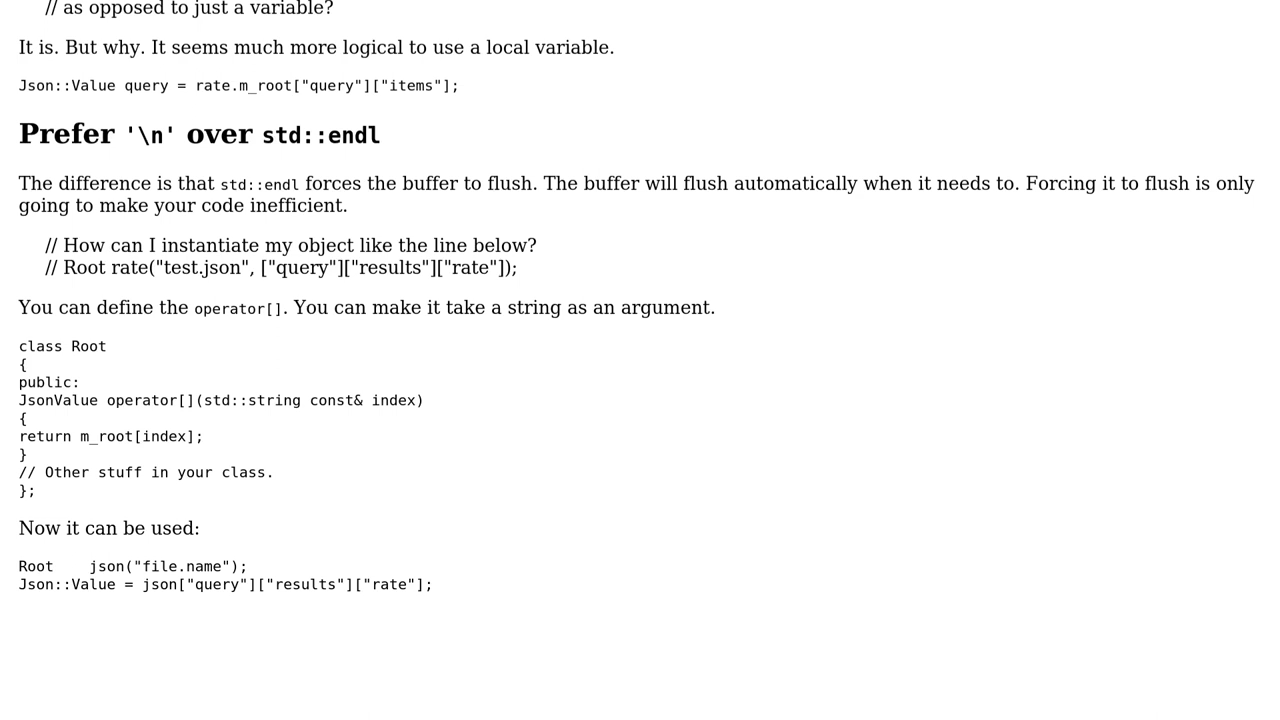 // as opposed to just a variable?
It is. But why. It seems much more logical to use a local variable.
Json::Value query = rate.m_root["query"]["items"];
Prefer '\n' over std::endl
The difference is that std::endl forces the buffer to flush. The buffer will flush automatically when it needs to. Forcing it to flush is only
going to make your code inefficient.
// How can I instantiate my object like the line below?
// Root rate("test.json", ["query"]["results"]["rate"]);
You can define the operator[]. You can make it take a string as an argument.
class Root
{
public:
JsonValue operator[](std::string const& index)
{
return m_root[index];
}
// Other stuff in your class.
};
Now it can be used:
Root    json("file.name");
Json::Value = json["query"]["results"]["rate"];